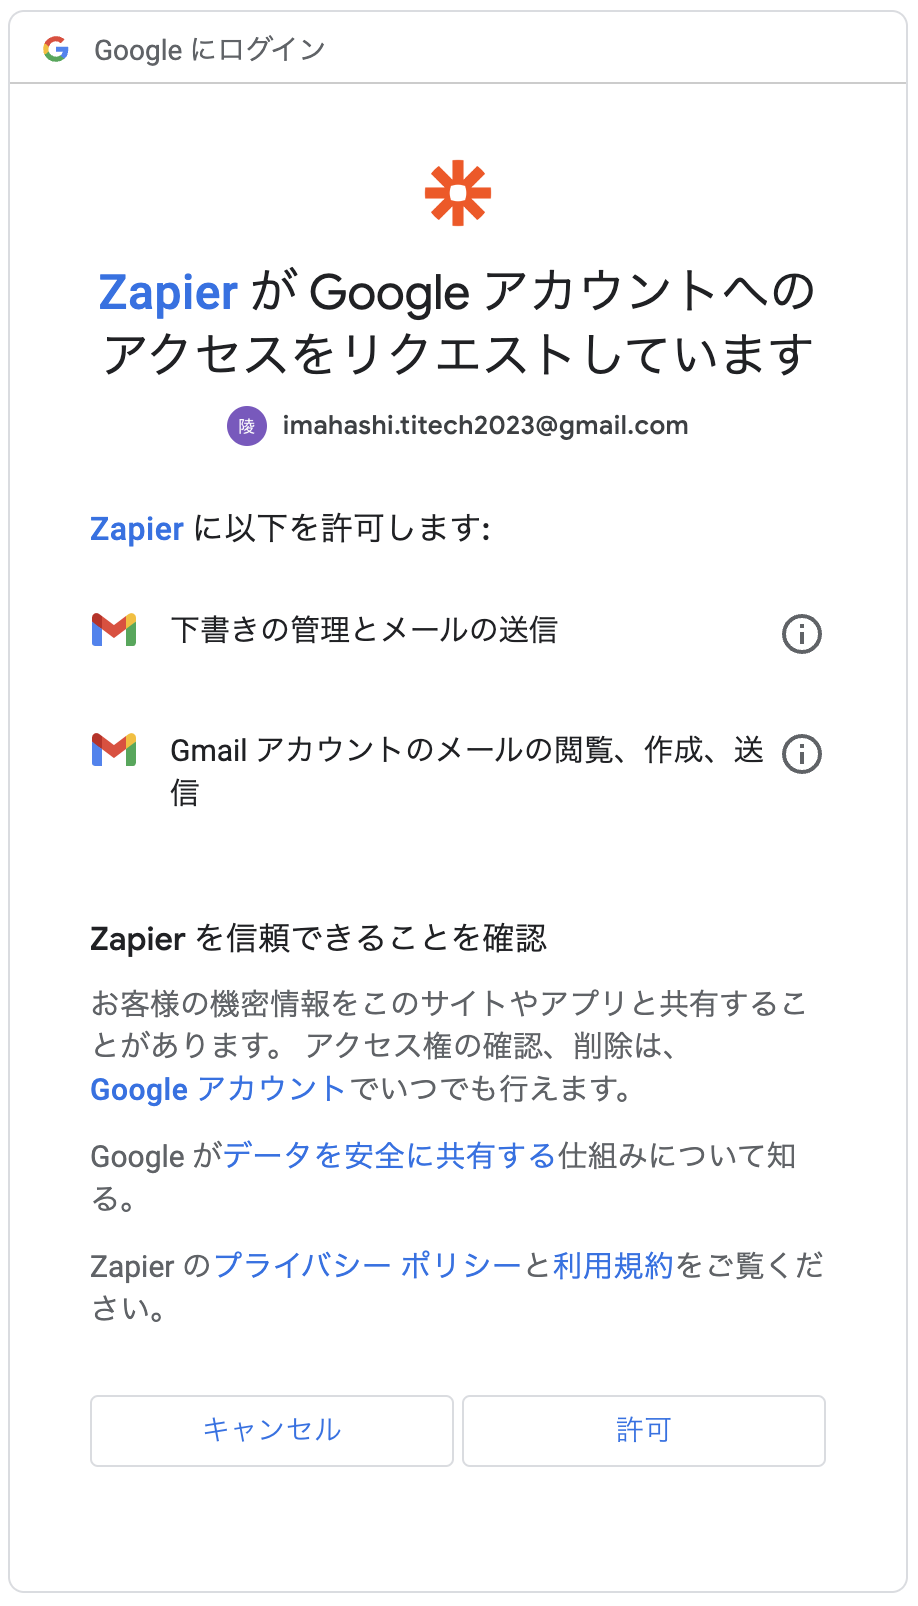 Google にログイン
Zapier が Google アカウントへの
アクセスをリクエストしています
陵 imahashi.titech2023@gmail.com
Zapier に以下を許可します:
下書きの管理とメールの送信
Gmail アカウントのメールの閲覧、作成、送
信
Zapier を信頼できることを確認
お客様の機密情報をこのサイトやアプリと共有するこ
とがあります。 アクセス権の確認、削除は、
Google アカウントでいつでも行えます。
Google がデータを安全に共有する仕組みについて知
る。
Zapier のプライバシー ポリシーと利用規約をご覧くだ
さい。
キャンセル 許可